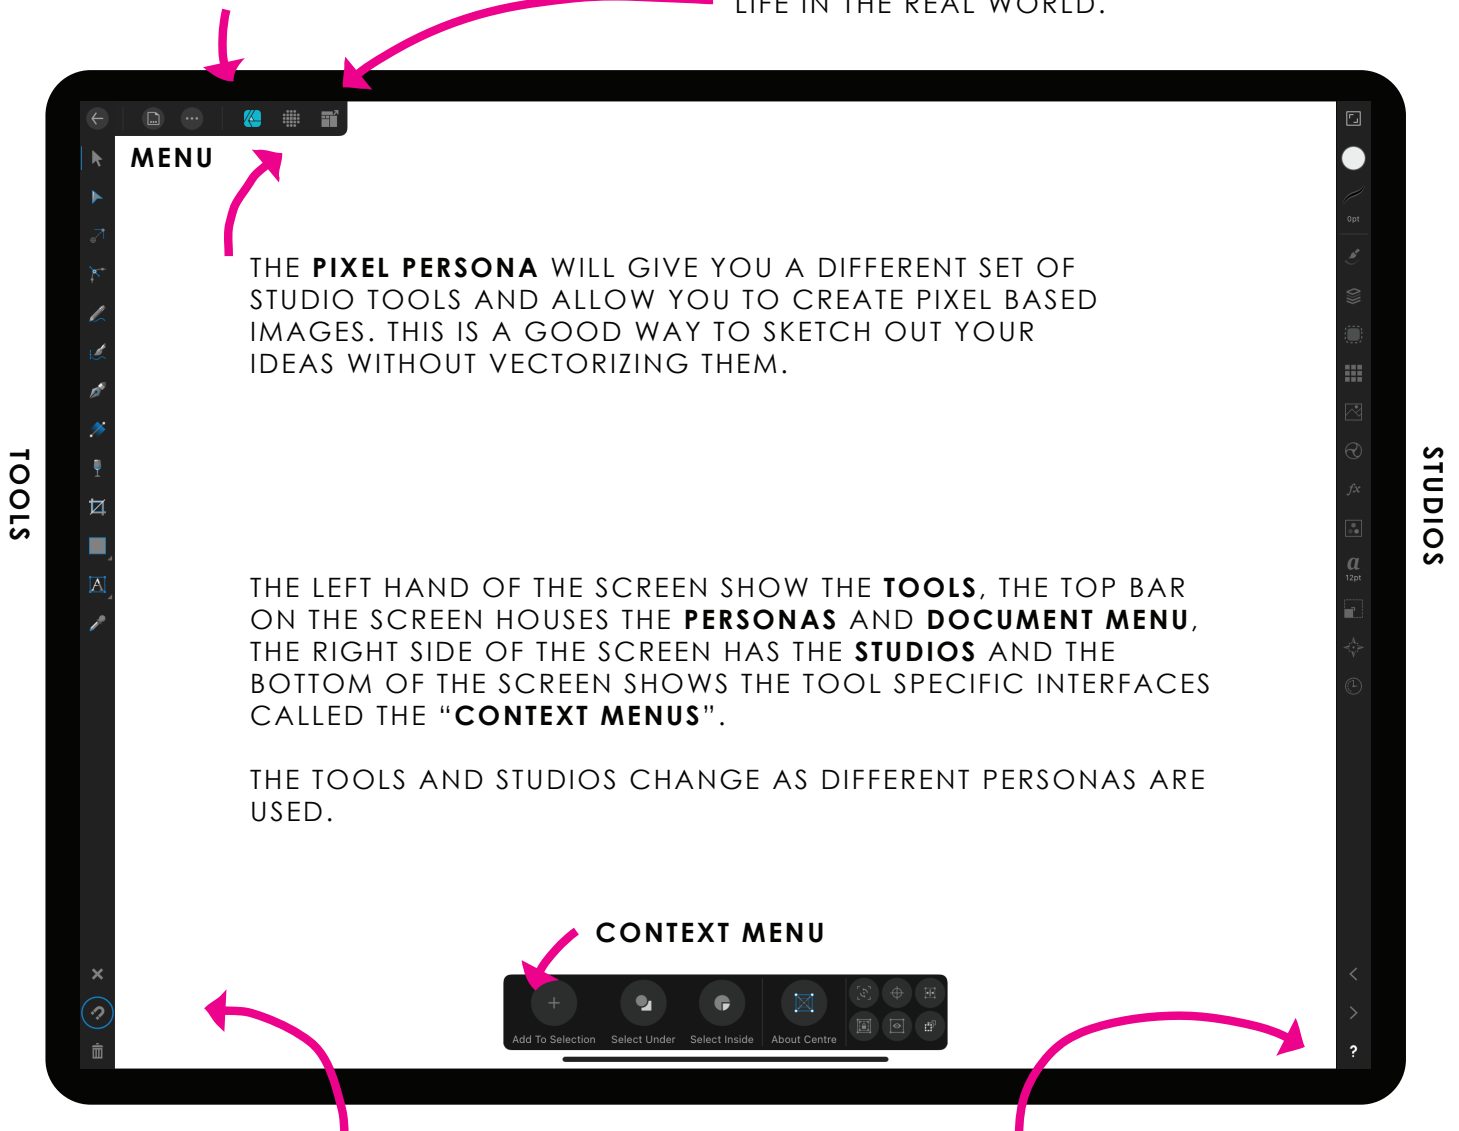 LIFE IN THE REAL WORLD.
MENU
0pt
THE PIXEL PERSONA WILL GIVE YOU A DIFFERENT SET OF
STUDIO TOOLS AND ALLOW YOU TO CREATE PIXEL BASED
IMAGES. THIS IS A GOOD WAY TO SKETCH OUT YOUR
IDEAS WITHOUT VECTORIZING THEM.
TOOLS
STUDIOS
fx
a
12pt
A
THE LEFT HAND OF THE SCREEN SHOW THE TOOLS, THE TOP BAR
ON THE SCREEN HOUSES THE PERSONAS AND DOCUMENT MENU,
THE RIGHT SIDE OF THE SCREEN HAS THE STUDIOS AND THE
BOTTOM OF THE SCREEN SHOWS THE TOOL SPECIFIC INTERFACES
CALLED THE “CONTEXT MENUS”.
THE TOOLS AND STUDIOS CHANGE AS DIFFERENT PERSONAS ARE
USED.
CONTEXT MENU
Add To Selection
Select Under
Select Inside
About Centre
?